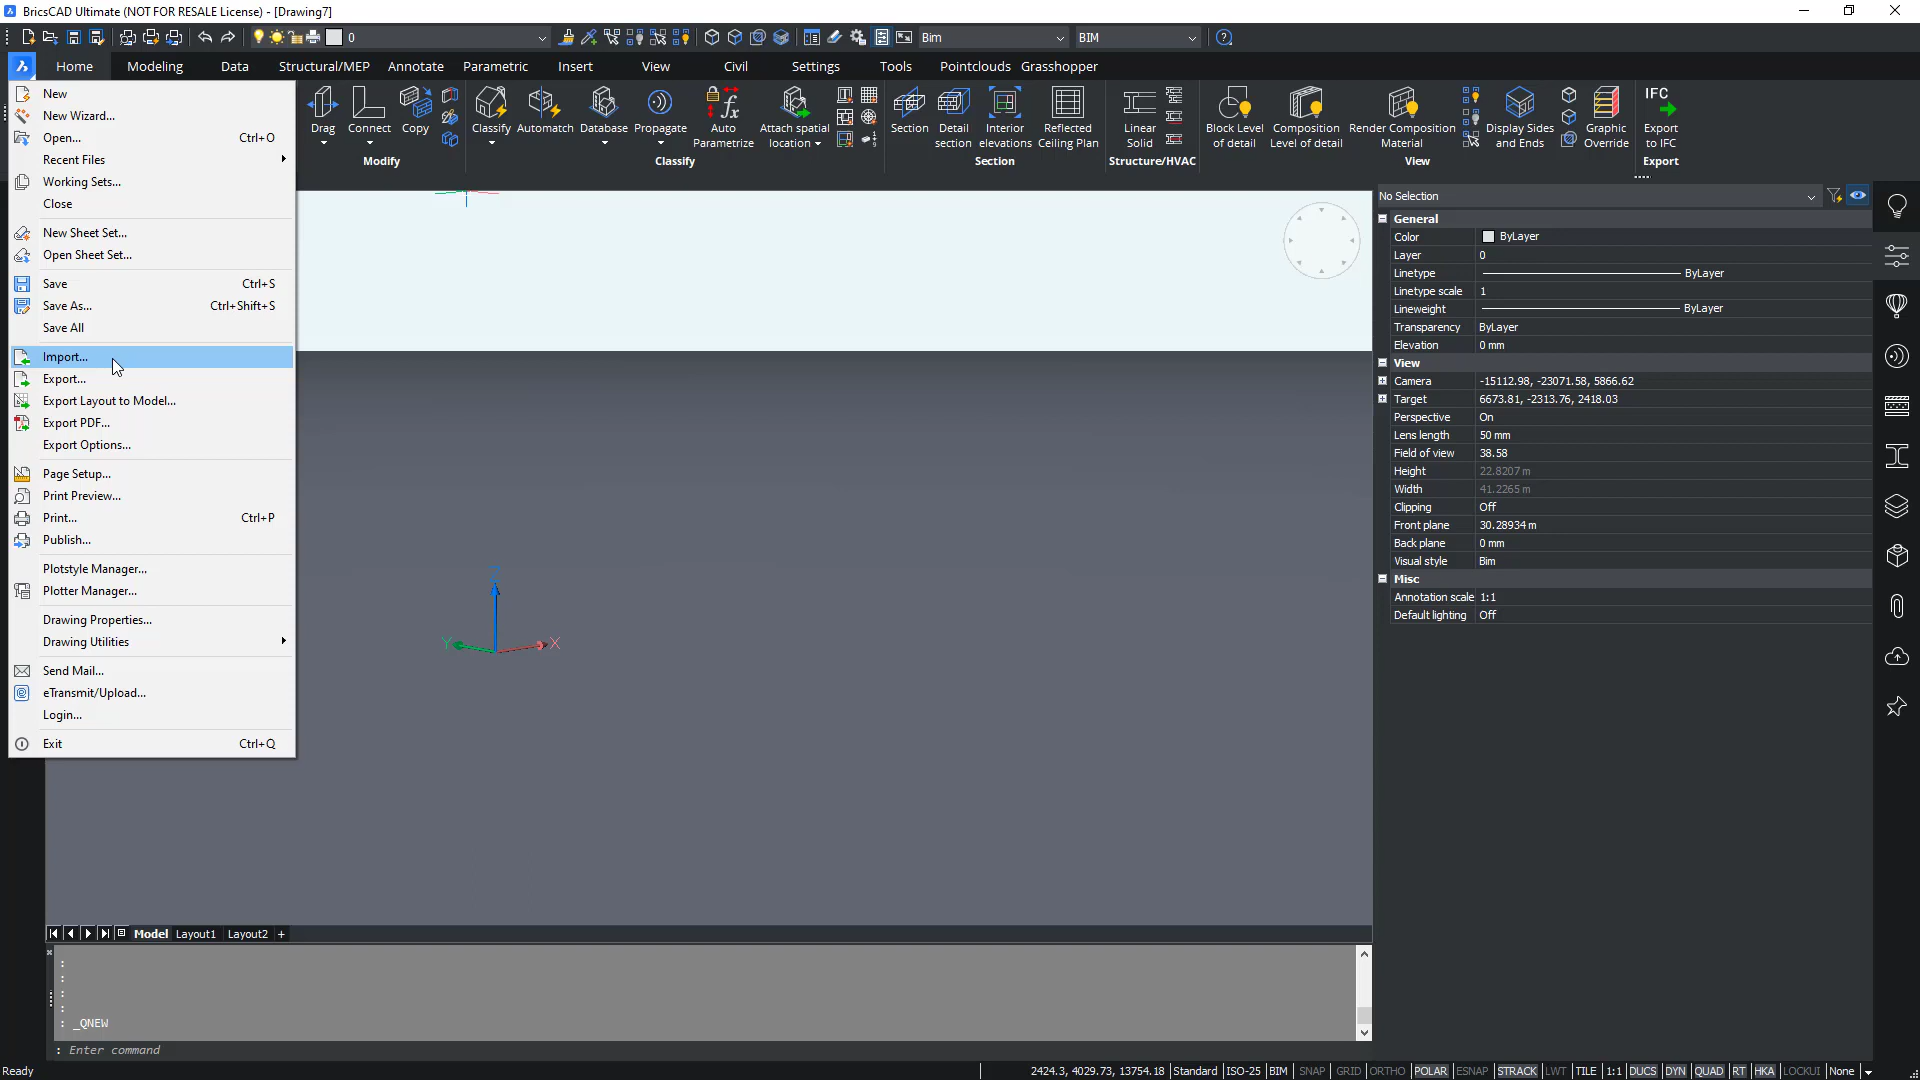 BricsCAD Ultimate (NOT FOR RESALE License) - [Drawing7]
0
Bim
BIM
Home Modeling Data Structural/MEP Annotate Parametric Insert View Civil Settings Tools Pointclouds Grasshopper
New
New Wizard...
Open... Ctrl+O
Recent Files
Working Sets...
Close
New Sheet Set...
Open Sheet Set...
Save Ctrl+S
Save As... Ctrl+Shift+S
Save All
Import...
Export...
Export Layout to Model...
Export PDF...
Export Options...
Page Setup...
Print Preview...
Print... Ctrl+P
Publish...
Plotstyle Manager...
Plotter Manager...
Drawing Properties...
Drawing Utilities
Send Mail...
eTransmit/Upload...
Login...
Exit Ctrl+Q
Drag
Connect
Copy
Modify
Classify
Automatch
Database
Propagate
Auto
Parametrize
Attach spatial
location
Classify
Section
Detail
section
Interior
elevations
Reflected
Ceiling Plan
Section
Linear
Solid
Structure/HVAC
Block Level
of detail
Composition
Level of detail
Render Composition
Material
Display Sides
and Ends
Graphic
Override
View
IFC
Export
to IFC
Export
No Selection
General
Color ByLayer
Layer 0
Linetype ByLayer
Linetype scale 1
Lineweight ByLayer
Transparency ByLayer
Elevation 0 mm
View
Camera -15112.98, -23071.58, 5866.62
Target 6673.81, -2313.76, 2418.03
Perspective On
Lens length 50 mm
Field of view 38.58
Height 22.8207 m
Width 41.2265 m
Clipping Off
Front plane 30.28934 m
Back plane 0 mm
Visual style Bim
Misc
Annotation scale 1:1
Default lighting Off
Z
Y X
Model Layout1 Layout2 +
:
:
:
:
: _QNEW
: Enter command
Ready
2424.3, 4029.73, 13754.18 Standard ISO-25 BIM SNAP GRID ORTHO POLAR ESNAP STRACK LWT TILE 1:1 DUCS DYN QUAD RT HKA LOCKUI None